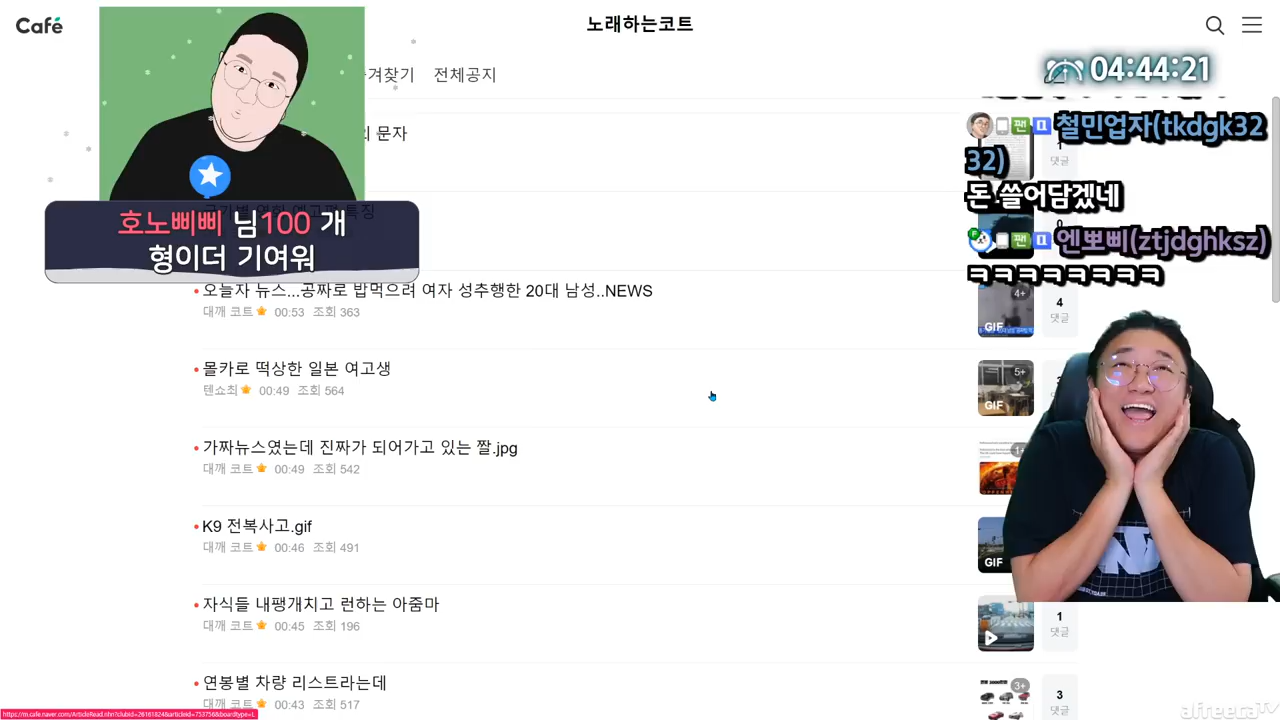 Café
노래하는코트
겨찾기
전체공지
04:44:21
의 문자
철민업자(tkdgk32
32)
돈 쓸어담겠네
댓글
호노삐삐 님100 개
형이더 기여워
엔뽀삐(ztjdghksz)
ㅋㅋㅋㅋㅋㅋㅋㅋ
오늘자 뉴스...공짜로 밥먹으려 여자 성추행한 20대 남성..NEWS
대깨 코트 00:53 조회 363
4+
GIF
4
댓글
몰카로 떡상한 일본 여고생
텐쇼최 00:49 조회 564
5+
GIF
가짜뉴스였는데 진짜가 되어가고 있는 짤.jpg
대깨 코트 00:49 조회 542
K9 전복사고.gif
대깨 코트 00:46 조회 491
GIF
자식들 내팽개치고 런하는 아줌마
대깨 코트 00:45 조회 196
1
댓글
연봉별 차량 리스트라는데
대깨 코트 00:43 조회 517
3+
3
댓글
afreecaTV